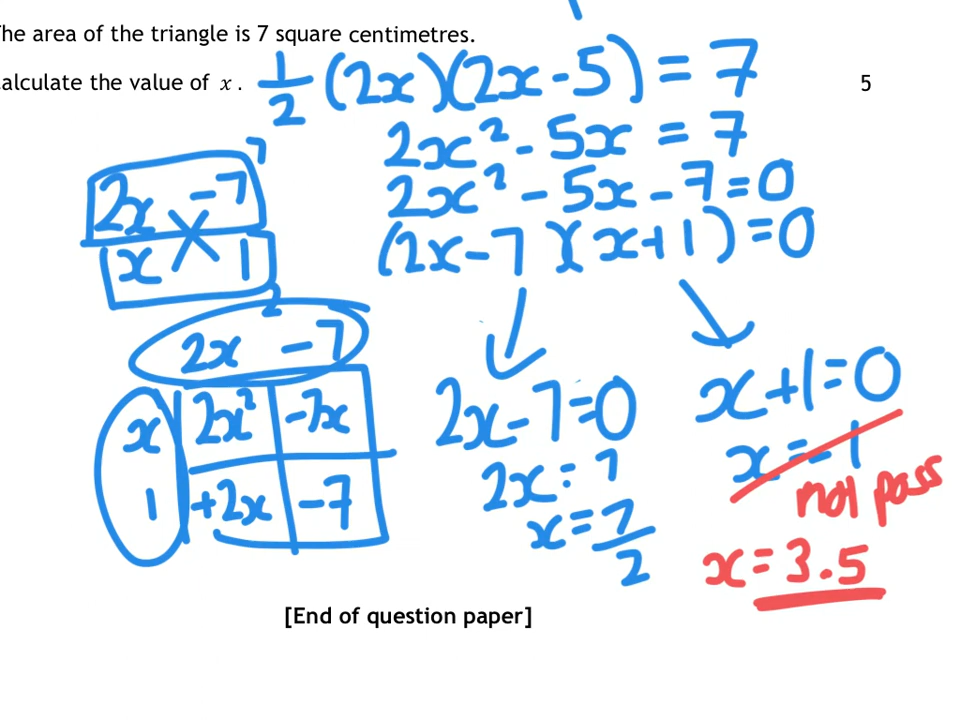 he area of the triangle is 7 square centimetres.
alculate the value of x.
5
1/2 (2x)(2x-5) = 7
2x² - 5x = 7
2x² - 5x - 7 = 0
(2x-7)(x+1) = 0
7
2x -7
x 1
2
2x -7
x 2x² -7x
1 +2x -7
2x-7=0
2x=7
x=7/2
x+1=0
x=-1
not poss
x=3.5
[End of question paper]